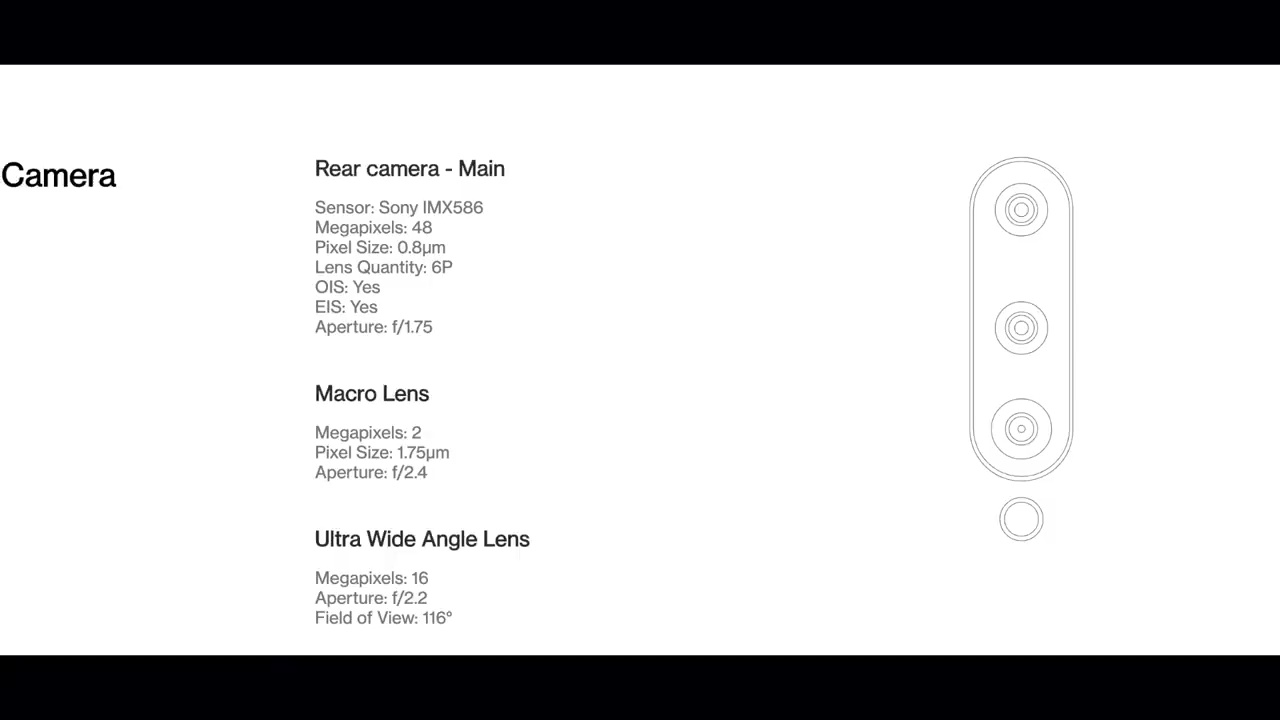 Camera
Rear camera - Main
Sensor: Sony IMX586
Megapixels: 48
Pixel Size: 0.8µm
Lens Quantity: 6P
OIS: Yes
EIS: Yes
Aperture: f/1.75
Macro Lens
Megapixels: 2
Pixel Size: 1.75µm
Aperture: f/2.4
Ultra Wide Angle Lens
Megapixels: 16
Aperture: f/2.2
Field of View: 116°